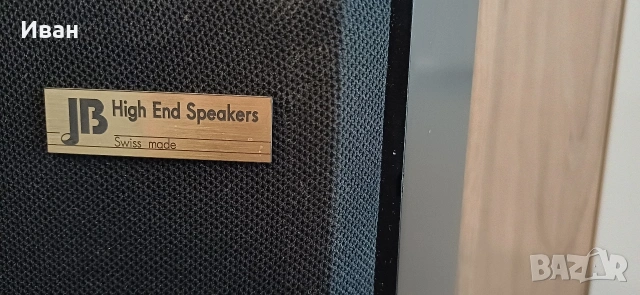 Иван
JB High End Speakers
Swiss made
BAZAR